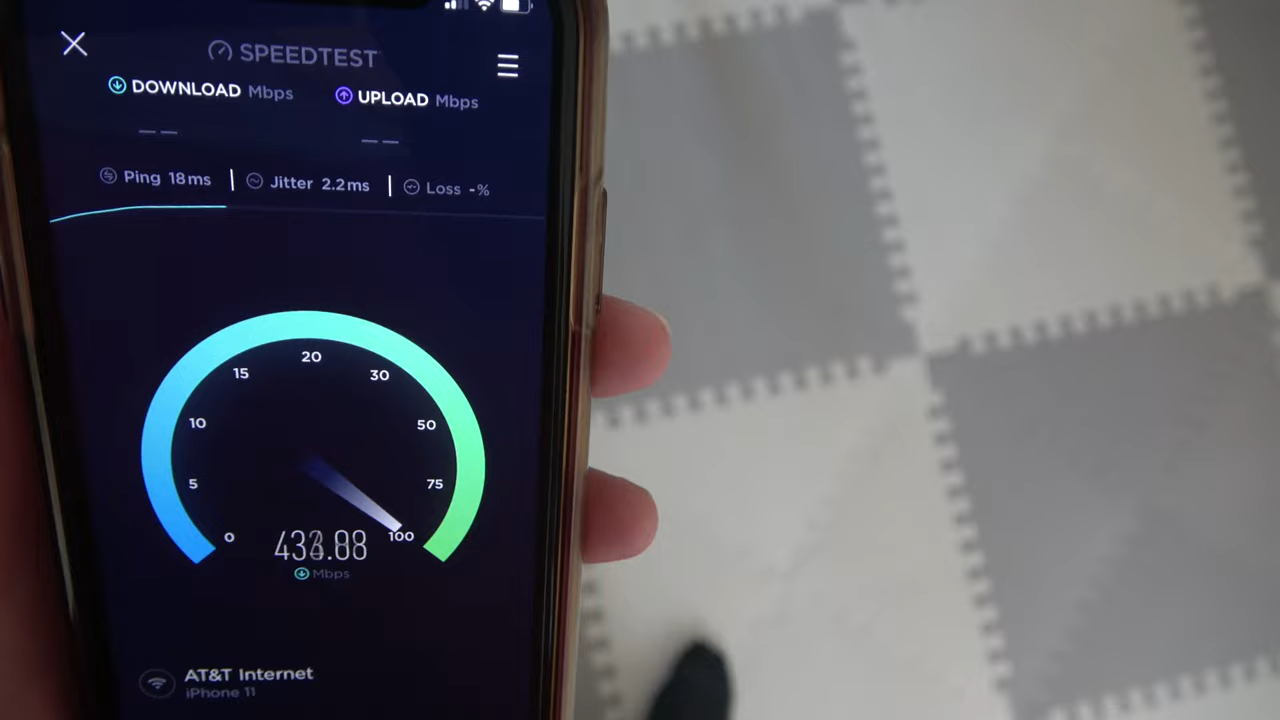 SPEEDTEST
DOWNLOAD Mbps UPLOAD Mbps
Ping 18ms Jitter 2.2ms Loss -%
20
15 30
10 50
5 75
0 100
Mbps
AT&T Internet
iPhone 11